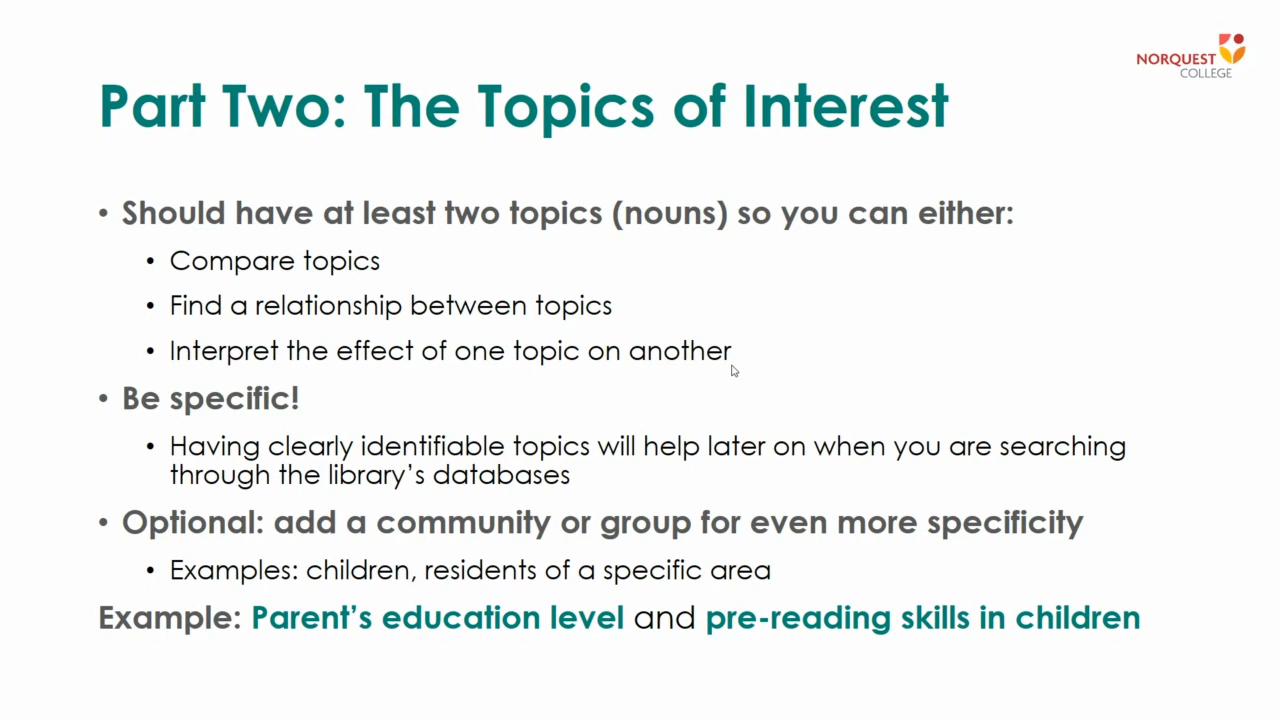 NORQUEST
COLLEGE
Part Two: The Topics of Interest
• Should have at least two topics (nouns) so you can either:
• Compare topics
• Find a relationship between topics
• Interpret the effect of one topic on another
• Be specific!
• Having clearly identifiable topics will help later on when you are searching
through the library's databases
• Optional: add a community or group for even more specificity
• Examples: children, residents of a specific area
Example: Parent's education level and pre-reading skills in children